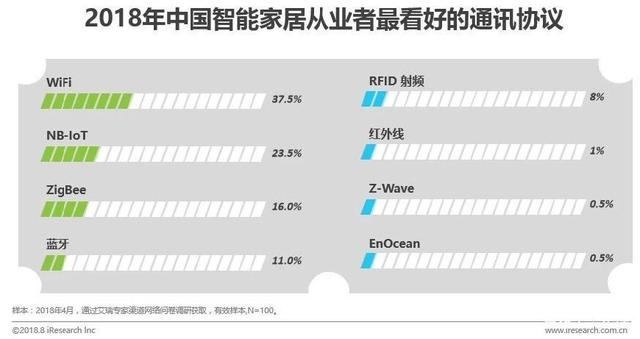 2018年中国智能家居从业者最看好的通讯协议
WiFi
37.5%
NB-IoT
23.5%
ZigBee
16.0%
蓝牙
11.0%
RFID 射频
8%
红外线
1%
Z-Wave
0.5%
EnOcean
0.5%
样本：2018年4月，通过艾瑞专家渠道网络问卷调研获取，有效样本,N=100。
©2018.8 iResearch Inc
www.iresearch.com.cn